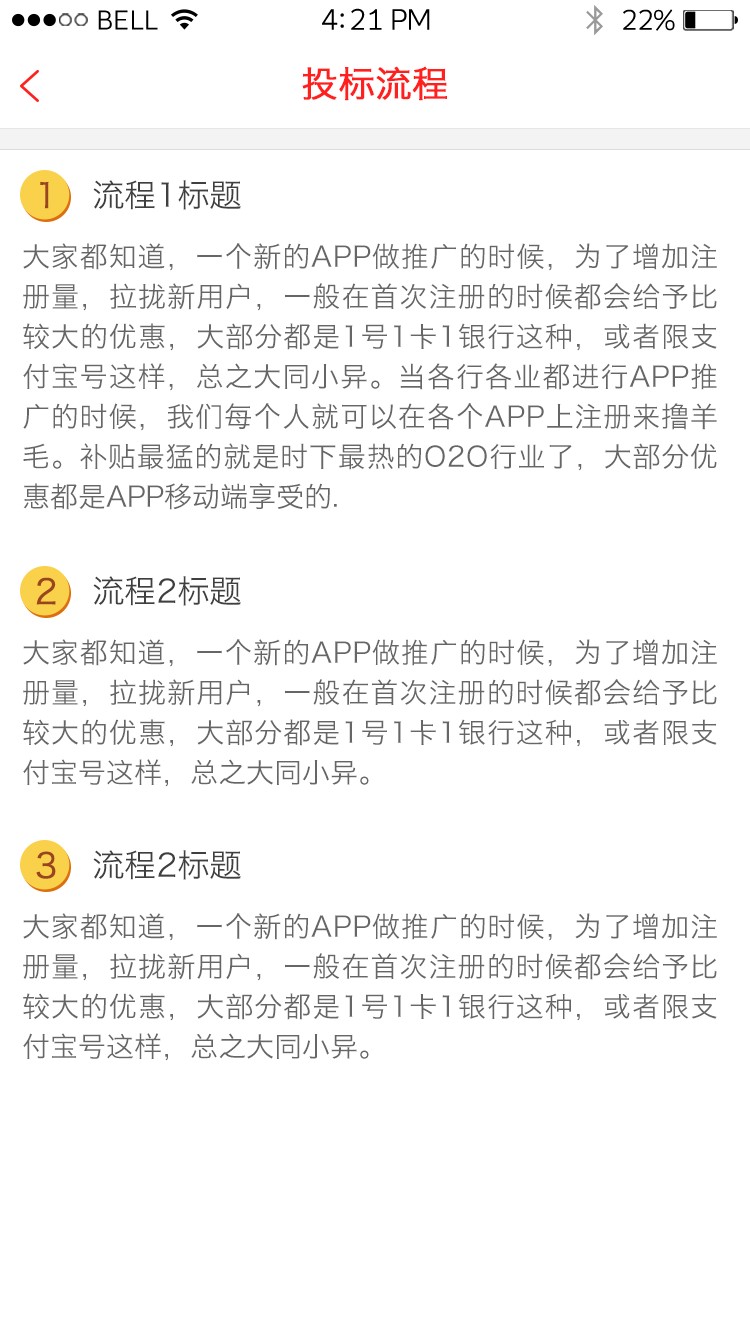 BELL 4:21 PM 22%
投标流程
1 流程1标题
大家都知道，一个新的APP做推广的时候，为了增加注
册量，拉拢新用户，一般在首次注册的时候都会给予比
较大的优惠，大部分都是1号1卡1银行这种，或者限支
付宝号这样，总之大同小异。当各行各业都进行APP推
广的时候，我们每个人就可以在各个APP上注册来撸羊
毛。补贴最猛的就是时下最热的O2O行业了，大部分优
惠都是APP移动端享受的.
2 流程2标题
大家都知道，一个新的APP做推广的时候，为了增加注
册量，拉拢新用户，一般在首次注册的时候都会给予比
较大的优惠，大部分都是1号1卡1银行这种，或者限支
付宝号这样，总之大同小异。
3 流程2标题
大家都知道，一个新的APP做推广的时候，为了增加注
册量，拉拢新用户，一般在首次注册的时候都会给予比
较大的优惠，大部分都是1号1卡1银行这种，或者限支
付宝号这样，总之大同小异。